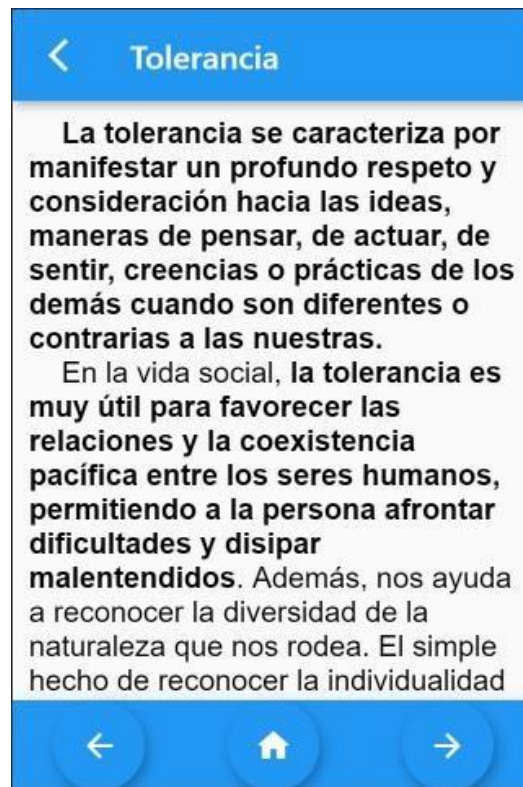 Tolerancia
La tolerancia se caracteriza por
manifestar un profundo respeto y
consideración hacia las ideas,
maneras de pensar, de actuar, de
sentir, creencias o prácticas de los
demás cuando son diferentes o
contrarias a las nuestras.
En la vida social, la tolerancia es
muy útil para favorecer las
relaciones y la coexistencia
pacífica entre los seres humanos,
permitiendo a la persona afrontar
dificultades y disipar
malentendidos. Además, nos ayuda
a reconocer la diversidad de la
naturaleza que nos rodea. El simple
hecho de reconocer la individualidad